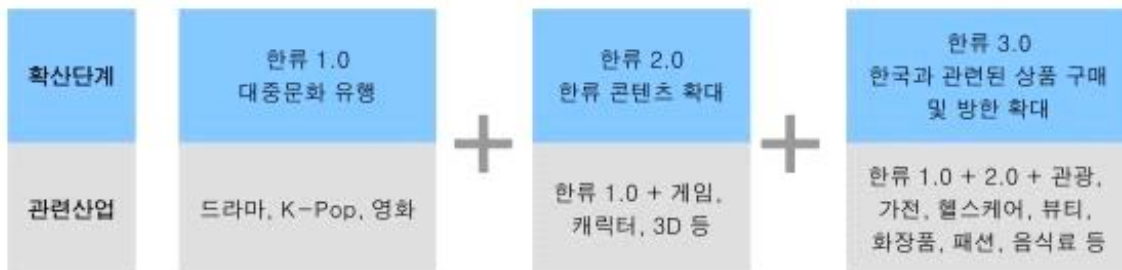 확산단계
한류 1.0
대중문화 유행
+
한류 2.0
한류 콘텐츠 확대
+
한류 3.0
한국과 관련된 상품 구매
및 방한 확대
관련산업
드라마, K-Pop, 영화
한류 1.0 + 게임,
캐릭터, 3D 등
한류 1.0 + 2.0 + 관광,
가전, 헬스케어, 뷰티,
화장품, 패션, 음식료 등